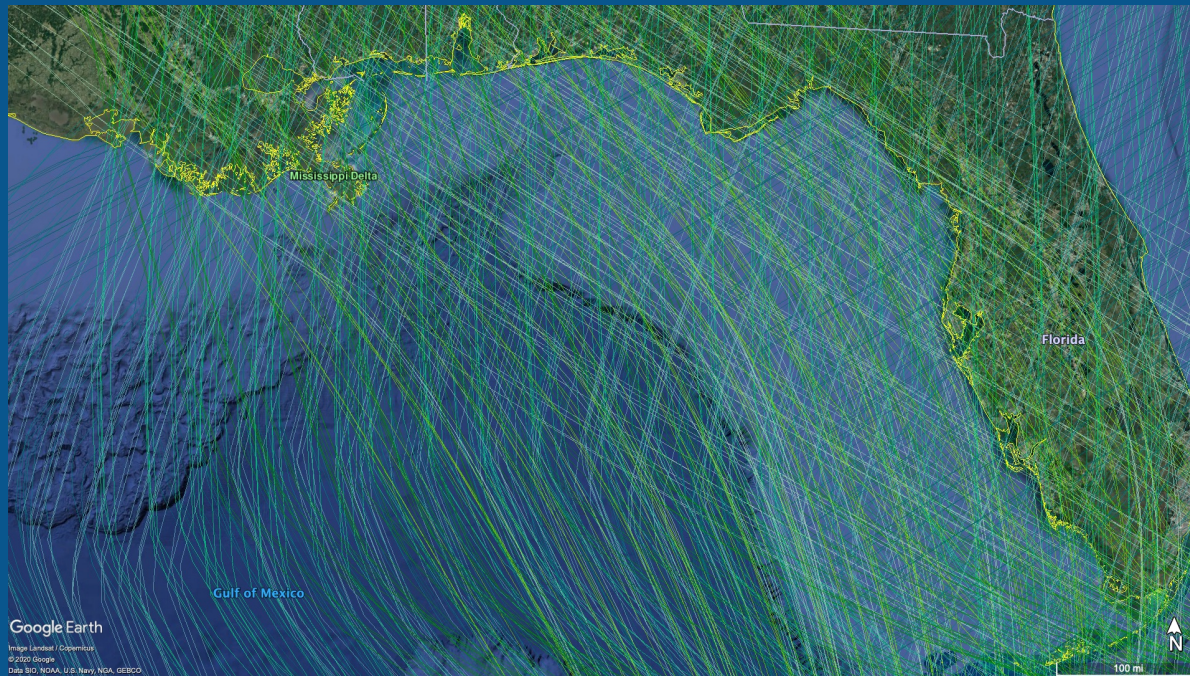 Mississippi Delta
Florida
Gulf of Mexico
Google Earth
Image Landsat / Copernicus
© 2020 Google
Data SIO, NOAA, U.S. Navy, NGA, GEBCO
N
100 mi